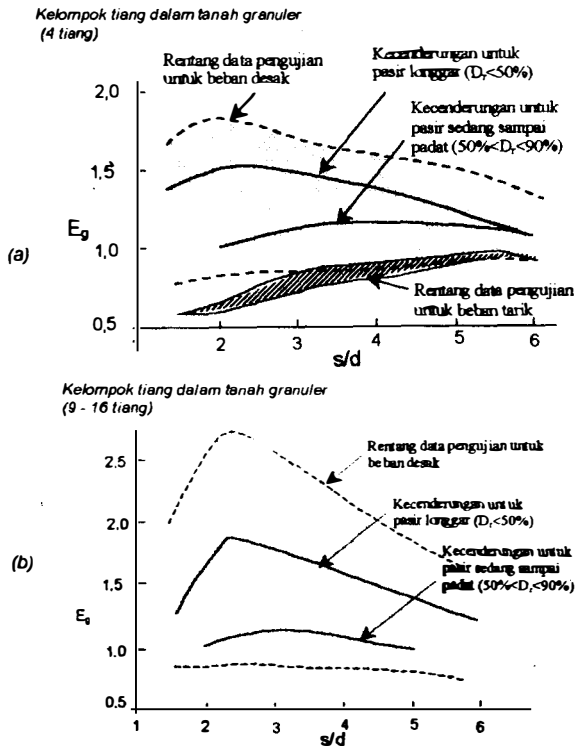 Kelompok tiang dalam tanah granuler
(4 tiang)
Rentang data pengujian
untuk beban desak
Kecenderungan untuk
pasir longgar (Dr<50%)
Kecenderungan untuk
pasir sedang sampai
padat (50%<Dr<90%)
2,0
1,5
1,0
0,5
Eg
(a)
Rentang data pengujian
untuk beban tarik
2 3 4 5 6
s/d
Kelompok tiang dalam tanah granuler
(9 - 16 tiang)
Rentang data pengujian untuk
beban desak
Kecenderungan untuk
pasir longgar (Dr<50%)
Kecenderungan untuk
pasir sedang sampai
padat (50%<Dr<90%)
2.5
2.0
1.5
1.0
0.5
Eg
(b)
1 2 3 4 5 6
s/d